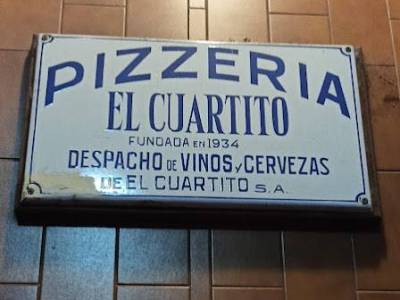 PIZZERIA
EL CUARTITO
FUNDADA EN 1934
DESPACHO DE VINOS Y CERVEZAS
DE EL CUARTITO S.A.